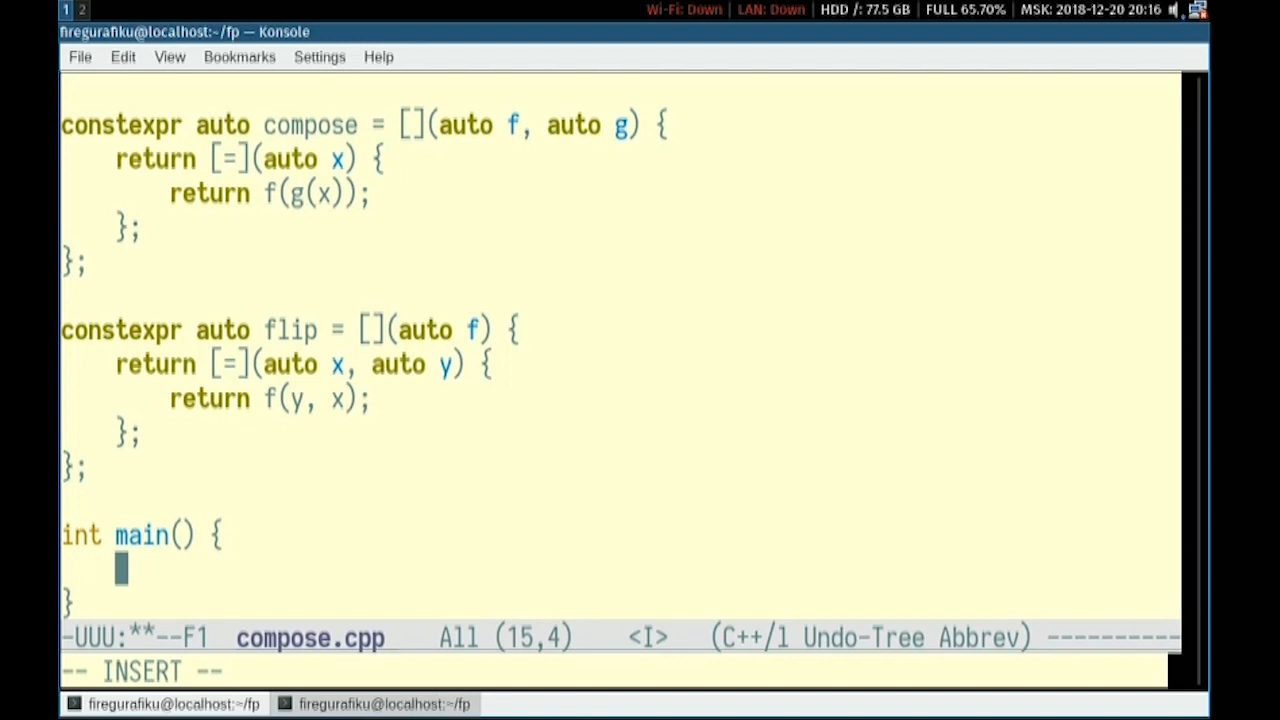 1 2 Wi-Fi: Down | LAN: Down | HDD /: 77.5 GB | FULL 65.70% | MSK: 2018-12-20 20:16
firegurafiku@localhost:~/fp — Konsole
File Edit View Bookmarks Settings Help
constexpr auto compose = [](auto f, auto g) {
    return [=](auto x) {
        return f(g(x));
    };
};
constexpr auto flip = [](auto f) {
    return [=](auto x, auto y) {
        return f(y, x);
    };
};
int main() {
}
-UUU:**--F1  compose.cpp    All (15,4)    <I>   (C++/l Undo-Tree Abbrev) ----------
-- INSERT --
firegurafiku@localhost:~/fp firegurafiku@localhost:~/fp